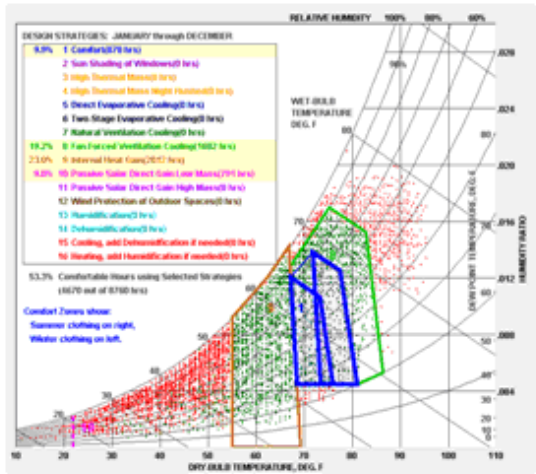 RELATIVE HUMIDITY 100% 80% 60%
DESIGN STRATEGIES: JANUARY through DECEMBER
9.9% 1 Comfort(870 hrs)
2 Sun Shading of Windows(0 hrs)
3 High Thermal Mass(0 hrs)
4 High Thermal Mass Night Flushed(0 hrs)
5 Direct Evaporative Cooling(0 hrs)
6 Two-Stage Evaporative Cooling(0 hrs)
7 Natural Ventilation Cooling(0 hrs)
19.2% 8 Fan-Forced Ventilation Cooling(1682 hrs)
23.0% 9 Internal Heat Gain(2017 hrs)
9.0% 10 Passive Solar Direct Gain Low Mass(791 hrs)
11 Passive Solar Direct Gain High Mass(0 hrs)
12 Wind Protection of Outdoor Spaces(0 hrs)
13 Humidification(0 hrs)
14 Dehumidification(0 hrs)
15 Cooling, add Dehumidification if needed(0 hrs)
16 Heating, add Humidification if needed(0 hrs)
53.3% Comfortable Hours using Selected Strategies
(4670 out of 8760 hrs)
Comfort Zones show:
Summer clothing on right,
Winter clothing on left.
WET-BULB
TEMPERATURE
DEG. F
.028
.024
.020
.016
.012
.008
.004
HUMIDITY RATIO
DEW POINT TEMPERATURE, DEG. F
80
70
60
50
40
30
20
10 20 30 40 50 60 70 80 90 100 110
DRY-BULB TEMPERATURE, DEG. F